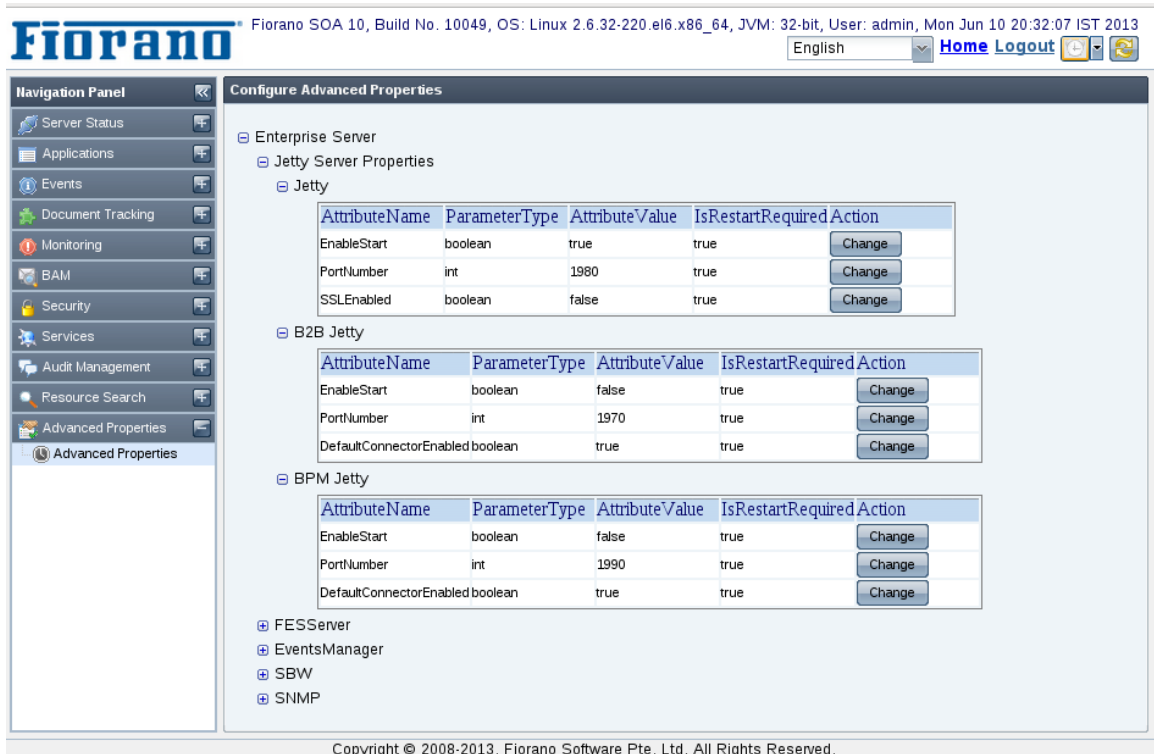 Fiorano
Fiorano SOA 10, Build No. 10049, OS: Linux 2.6.32-220.el6.x86_64, JVM: 32-bit, User: admin, Mon Jun 10 20:32:07 IST 2013
English Home Logout
Navigation Panel
Server Status
Applications
Events
Document Tracking
Monitoring
BAM
Security
Services
Audit Management
Resource Search
Advanced Properties
Advanced Properties
Configure Advanced Properties
Enterprise Server
Jetty Server Properties
Jetty
AttributeName ParameterType AttributeValue IsRestartRequired Action
EnableStart boolean true true Change
PortNumber int 1980 true Change
SSLEnabled boolean false true Change
B2B Jetty
AttributeName ParameterType AttributeValue IsRestartRequired Action
EnableStart boolean false true Change
PortNumber int 1970 true Change
DefaultConnectorEnabled boolean true true Change
BPM Jetty
AttributeName ParameterType AttributeValue IsRestartRequired Action
EnableStart boolean false true Change
PortNumber int 1990 true Change
DefaultConnectorEnabled boolean true true Change
FESServer
EventsManager
SBW
SNMP
Copyright © 2008-2013, Fiorano Software Pte. Ltd. All Rights Reserved.